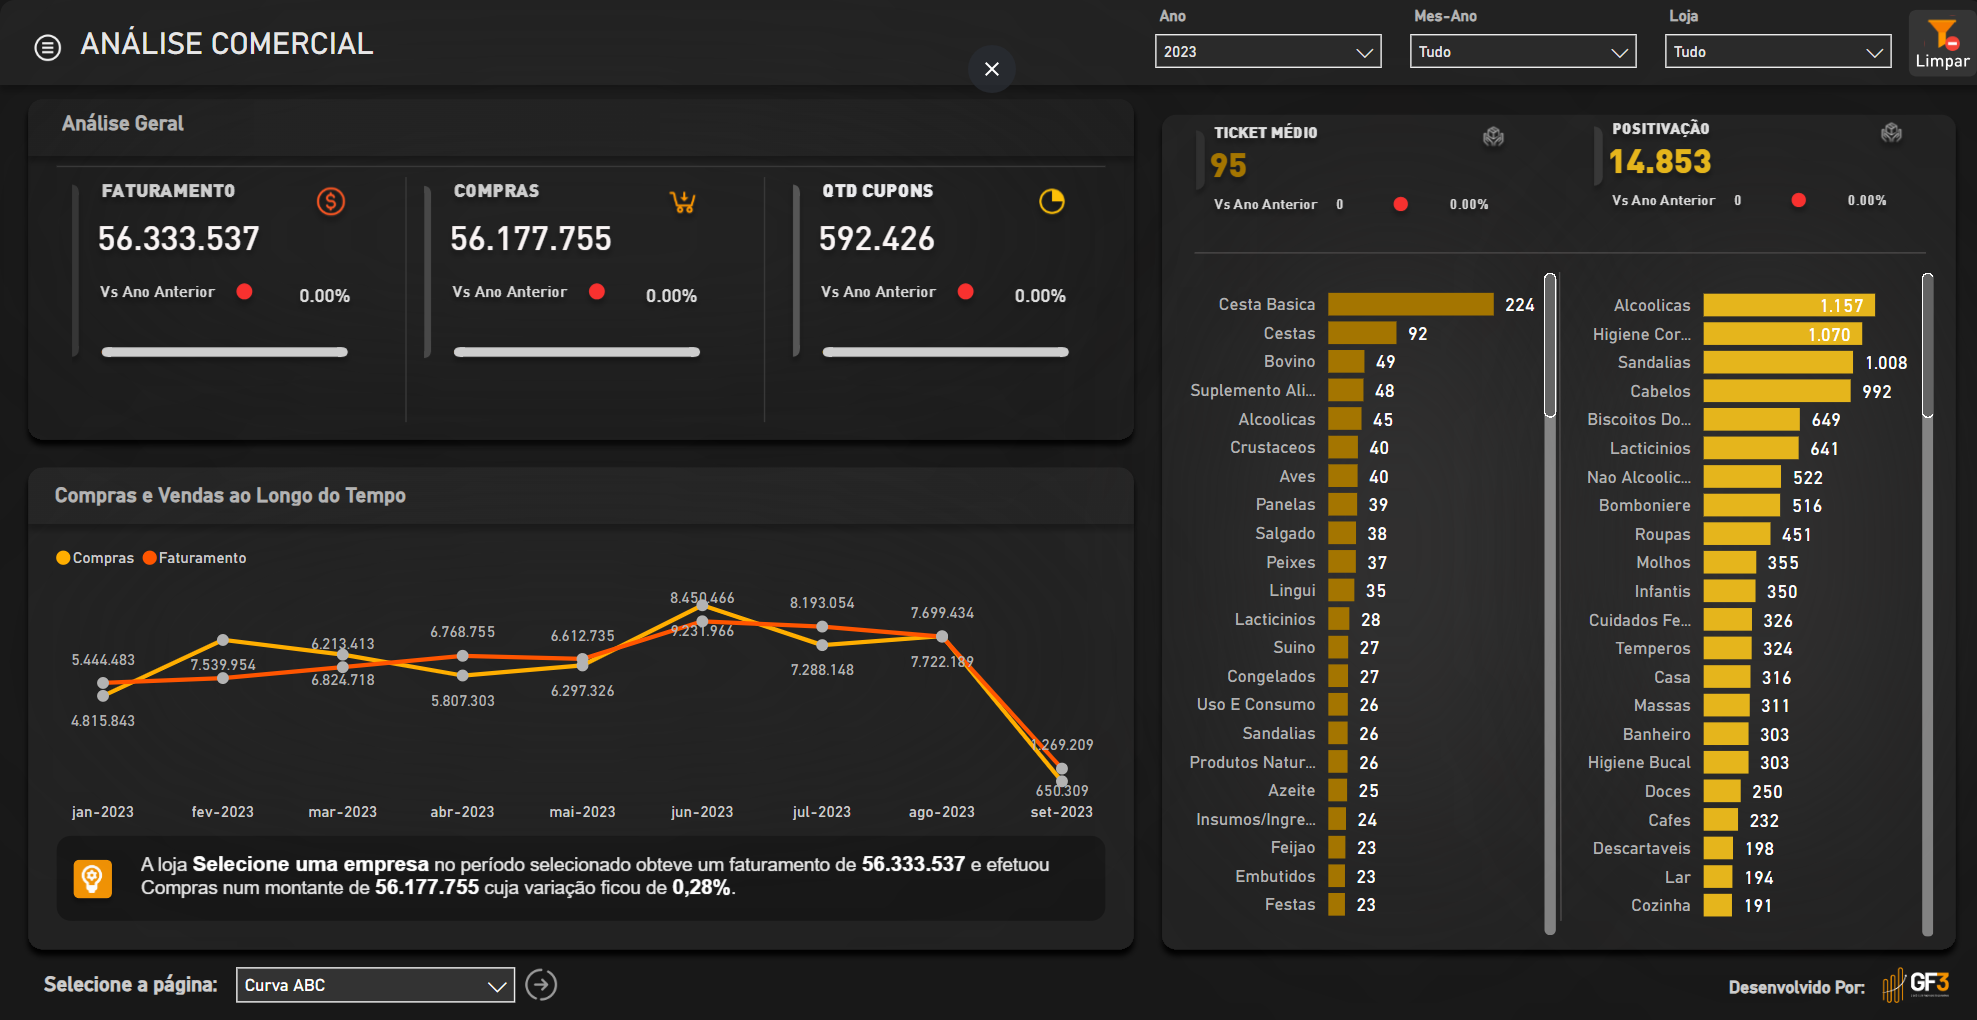 ANÁLISE COMERCIAL
Ano
2023
Mes-Ano
Tudo
Loja
Tudo
Limpar
Análise Geral
FATURAMENTO
56.333.537
Vs Ano Anterior 0.00%
COMPRAS
56.177.755
Vs Ano Anterior 0.00%
QTD CUPONS
592.426
Vs Ano Anterior 0.00%
TICKET MÉDIO
95
Vs Ano Anterior 0 0.00%
POSITIVAÇÃO
14.853
Vs Ano Anterior 0 0.00%
Cesta Basica 224
Cestas 92
Bovino 49
Suplemento Ali... 48
Alcoolicas 45
Crustaceos 40
Aves 40
Panelas 39
Salgado 38
Peixes 37
Lingui 35
Lacticinios 28
Suino 27
Congelados 27
Uso E Consumo 26
Sandalias 26
Produtos Natur... 26
Azeite 25
Insumos/Ingre... 24
Feijao 23
Embutidos 23
Festas 23
Alcoolicas 1.157
Higiene Cor... 1.070
Sandalias 1.008
Cabelos 992
Biscoitos Do... 649
Lacticinios 641
Nao Alcoolic... 522
Bomboniere 516
Roupas 451
Molhos 355
Infantis 350
Cuidados Fe... 326
Temperos 324
Casa 316
Massas 311
Banheiro 303
Higiene Bucal 303
Doces 250
Cafes 232
Descartaveis 198
Lar 194
Cozinha 191
Compras e Vendas ao Longo do Tempo
Compras Faturamento
5.444.483
4.815.843
7.539.954
6.213.413
6.824.718
6.768.755
5.807.303
6.612.735
6.297.326
8.450.466
9.231.966
8.193.054
7.288.148
7.699.434
7.722.189
1.269.209
650.309
jan-2023 fev-2023 mar-2023 abr-2023 mai-2023 jun-2023 jul-2023 ago-2023 set-2023
A loja Selecione uma empresa no período selecionado obteve um faturamento de 56.333.537 e efetuou
Compras num montante de 56.177.755 cuja variação ficou de 0,28%.
Selecione a página:
Curva ABC
Desenvolvido Por:
GF3